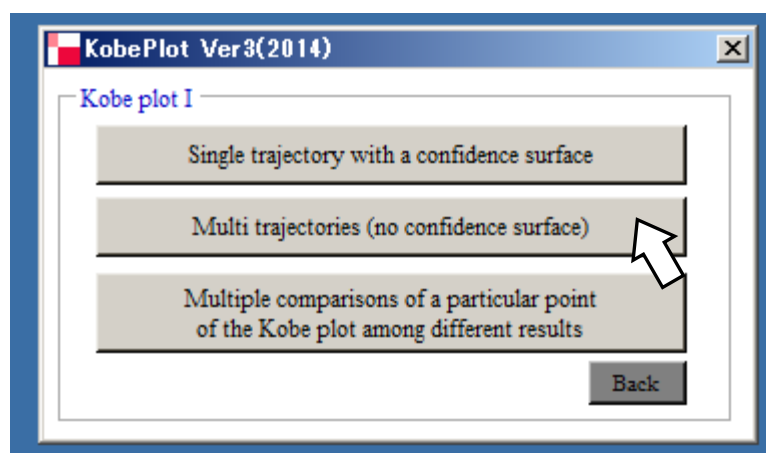 KobePlot Ver3(2014)
Kobe plot I
Single trajectory with a confidence surface
Multi trajectories (no confidence surface)
Multiple comparisons of a particular point
of the Kobe plot among different results
Back